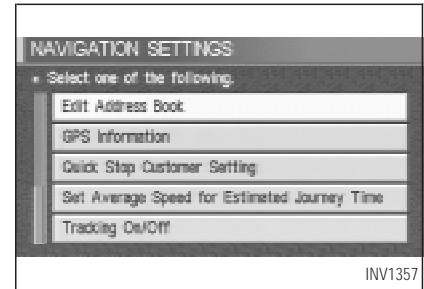 NAVIGATION SETTINGS
Select one of the following.
Edit Address Book
GPS Information
Quick Stop Customer Setting
Set Average Speed for Estimated Journey Time
Tracking On/Off
INV1357